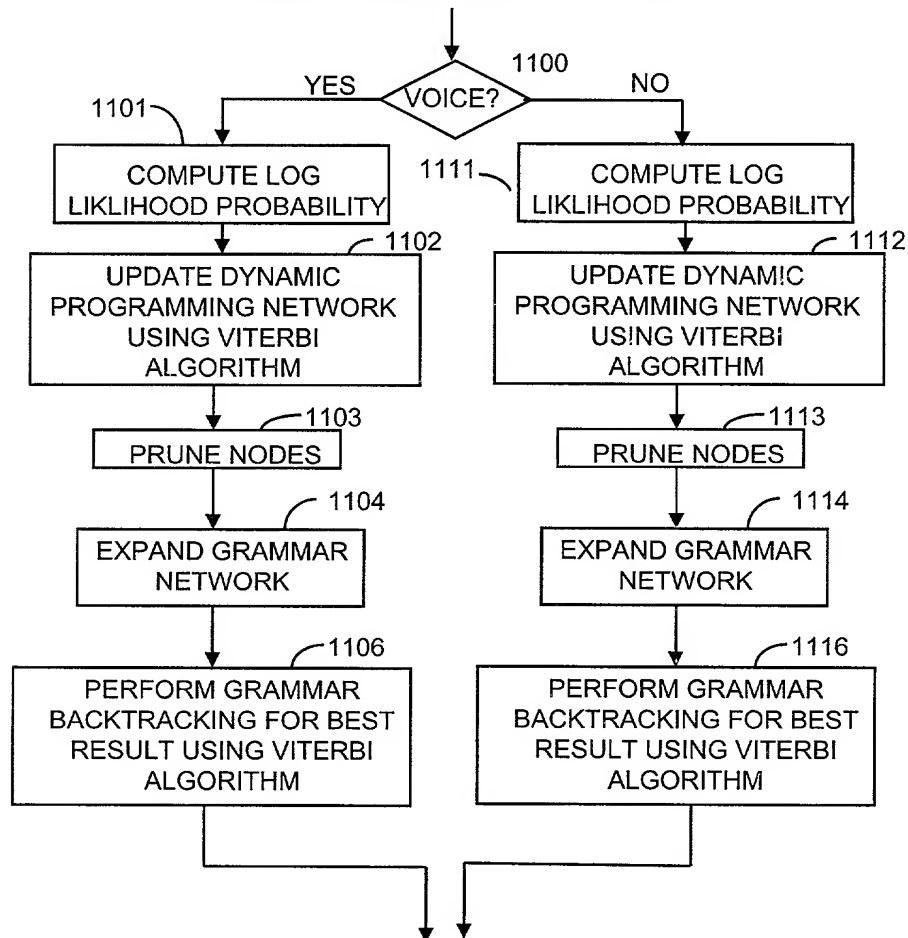 1100
YES
VOICE?
NO
1101
COMPUTE LOG
LIKLIHOOD PROBABILITY
1102
UPDATE DYNAMIC
PROGRAMMING NETWORK
USING VITERBI
ALGORITHM
1103
PRUNE NODES
1104
EXPAND GRAMMAR
NETWORK
1106
PERFORM GRAMMAR
BACKTRACKING FOR BEST
RESULT USING VITERBI
ALGORITHM
1111
COMPUTE LOG
LIKLIHOOD PROBABILITY
1112
UPDATE DYNAMIC
PROGRAMMING NETWORK
USING VITERBI
ALGORITHM
1113
PRUNE NODES
1114
EXPAND GRAMMAR
NETWORK
1116
PERFORM GRAMMAR
BACKTRACKING FOR BEST
RESULT USING VITERBI
ALGORITHM